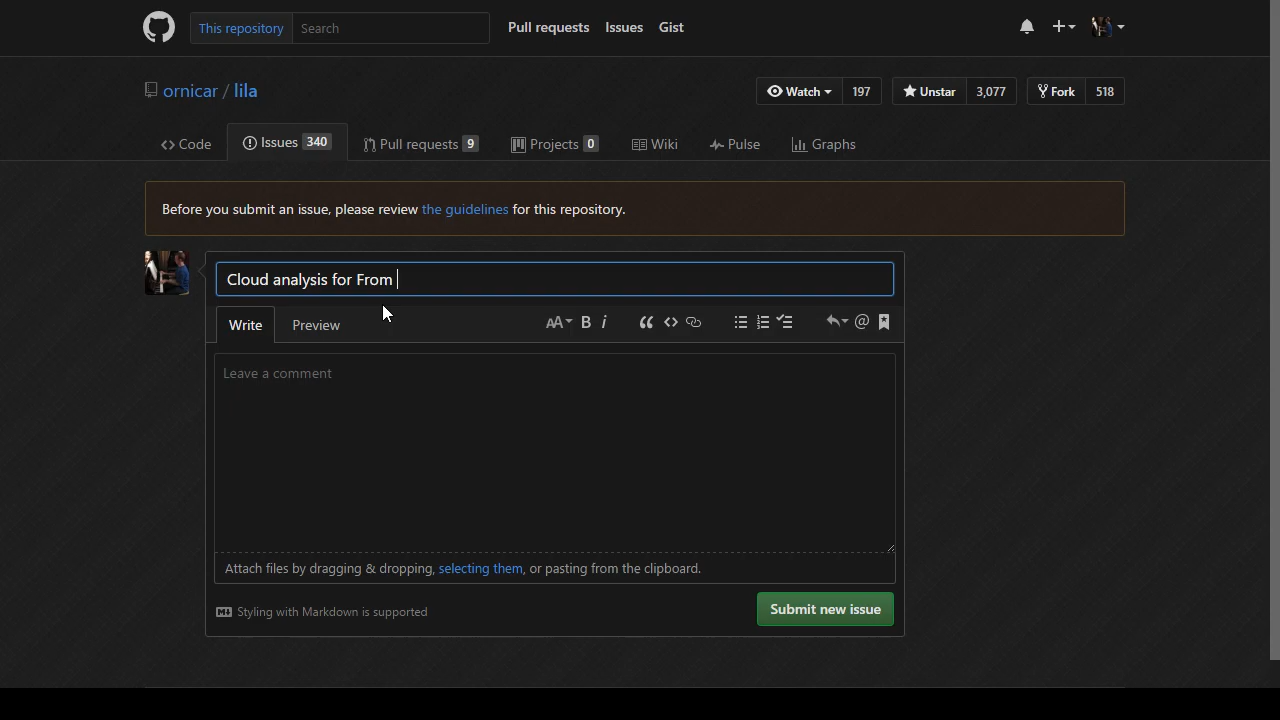 This repository Search Pull requests Issues Gist
ornicar / lila Watch 197 Unstar 3,077 Fork 518
Code Issues 340 Pull requests 9 Projects 0 Wiki Pulse Graphs
Before you submit an issue, please review the guidelines for this repository.
Cloud analysis for From
Write Preview AA B i @
Leave a comment
Attach files by dragging & dropping, selecting them, or pasting from the clipboard.
Styling with Markdown is supported Submit new issue